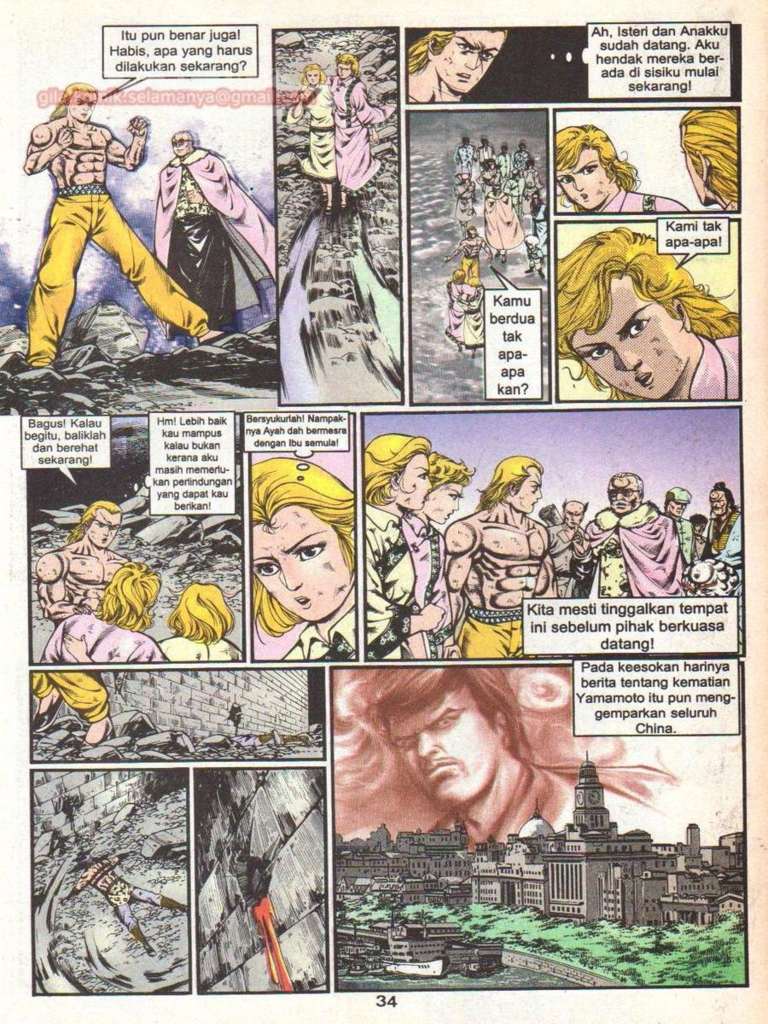 Itu pun benar juga!
Habis, apa yang harus
dilakukan sekarang?
Ah, Isteri dan Anakku
sudah datang. Aku
hendak mereka ber-
ada di sisiku mulai
sekarang!
Kamu
berdua
tak
apa-
apa
kan?
Kami tak
apa-apa!
Bagus! Kalau
begitu, baliklah
dan berehat
sekarang!
Hm! Lebih baik
kau mampus
kalau bukan
kerana aku
masih memerlu-
kan perlindungan
yang dapat kau
berikan!
Bersyukurlah! Nampak-
nya Ayah dah bermesra
dengan Ibu semula!
Kita mesti tinggalkan tempat
ini sebelum pihak berkuasa
datang!
Pada keesokan harinya
berita tentang kematian
Yamamoto itu pun meng-
gemparkan seluruh
China.
34